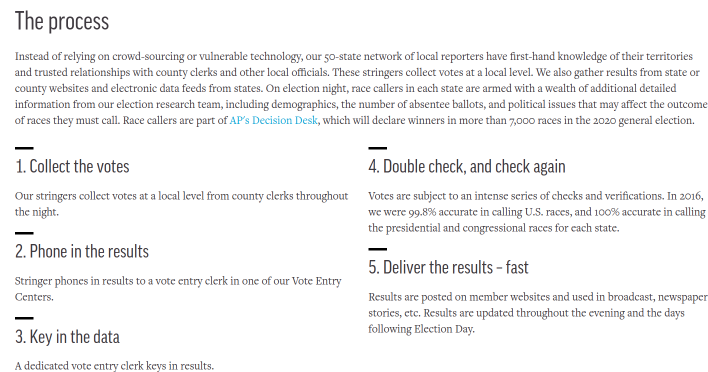 The process
Instead of relying on crowd-sourcing or vulnerable technology, our 50-state network of local reporters have first-hand knowledge of their territories
and trusted relationships with county clerks and other local officials. These stringers collect votes at a local level. We also gather results from state or
county websites and electronic data feeds from states. On election night, race callers in each state are armed with a wealth of additional detailed
information from our election research team, including demographics, the number of absentee ballots, and political issues that may affect the outcome
of races they must call. Race callers are part of AP's Decision Desk, which will declare winners in more than 7,000 races in the 2020 general election.
1. Collect the votes
Our stringers collect votes at a local level from county clerks throughout
the night.
2. Phone in the results
Stringer phones in results to a vote entry clerk in one of our Vote Entry
Centers.
3. Key in the data
A dedicated vote entry clerk keys in results.
4. Double check, and check again
Votes are subject to an intense series of checks and verifications. In 2016,
we were 99.8% accurate in calling U.S. races, and 100% accurate in calling
the presidential and congressional races for each state.
5. Deliver the results – fast
Results are posted on member websites and used in broadcast, newspaper
stories, etc. Results are updated throughout the evening and the days
following Election Day.